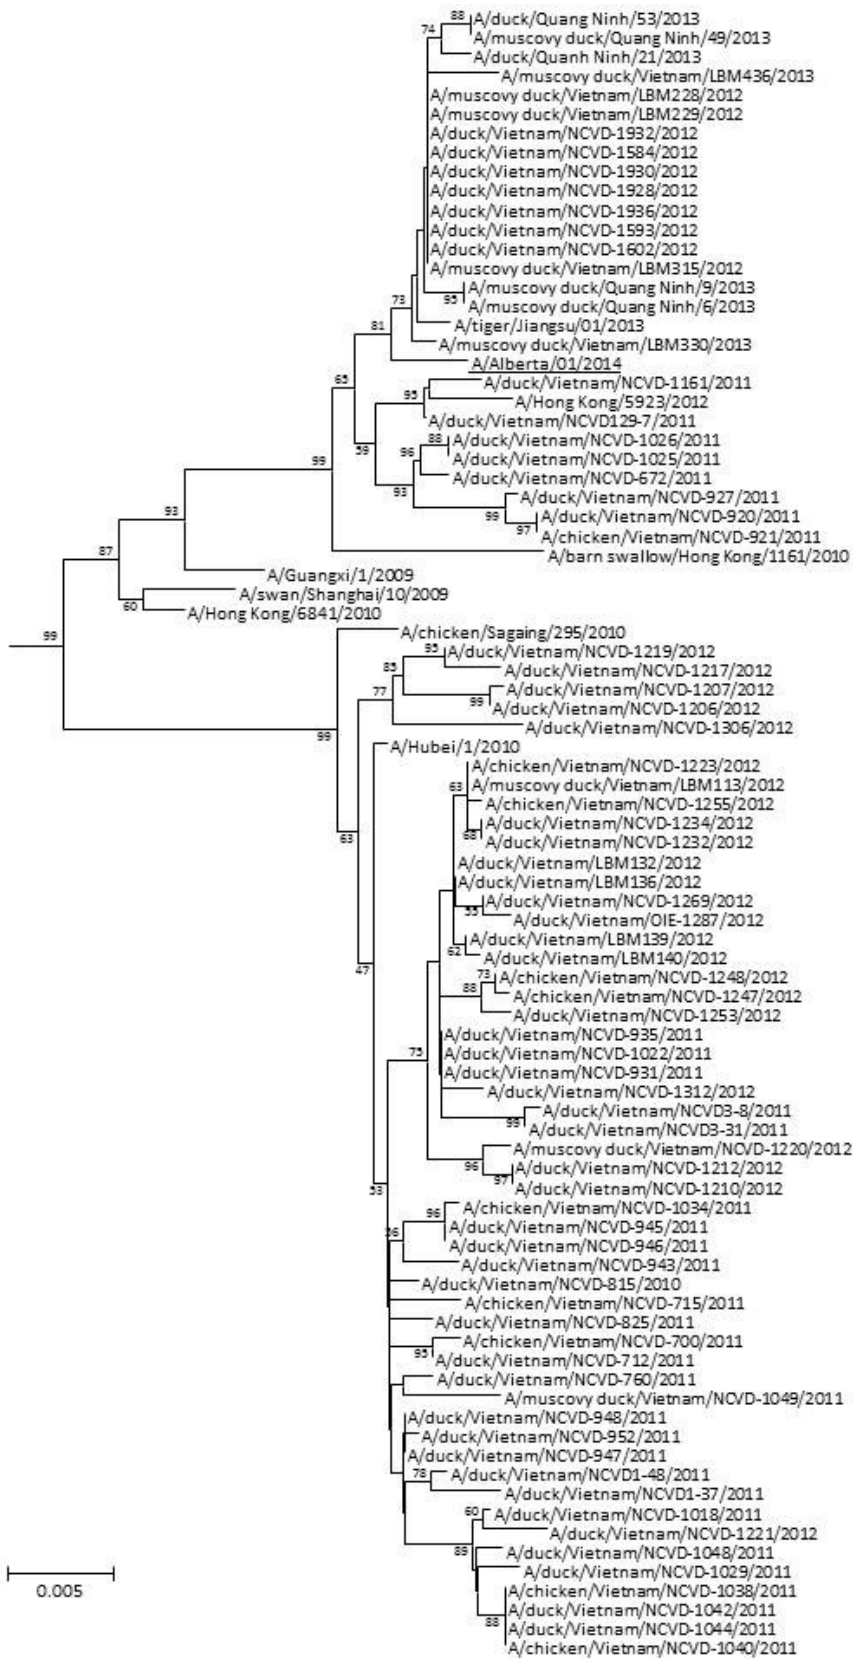 88
A/duck/Quang Ninh/53/2013
74
A/muscovy duck/Quang Ninh/49/2013
A/duck/Quanh Ninh/21/2013
A/muscovy duck/Vietnam/LBM436/2013
A/muscovy duck/Vietnam/LBM228/2012
A/muscovy duck/Vietnam/LBM229/2012
A/duck/Vietnam/NCVD-1932/2012
A/duck/Vietnam/NCVD-1584/2012
A/duck/Vietnam/NCVD-1930/2012
A/duck/Vietnam/NCVD-1928/2012
A/duck/Vietnam/NCVD-1936/2012
A/duck/Vietnam/NCVD-1593/2012
A/duck/Vietnam/NCVD-1602/2012
A/muscovy duck/Vietnam/LBM315/2012
A/muscovy duck/Quang Ninh/9/2013
95
A/muscovy duck/Quang Ninh/6/2013
73
A/tiger/Jiangsu/01/2013
81
A/muscovy duck/Vietnam/LBM330/2013
A/Alberta/01/2014
65
A/duck/Vietnam/NCVD-1161/2011
95
A/Hong Kong/5923/2012
A/duck/Vietnam/NCVD129-7/2011
88
A/duck/Vietnam/NCVD-1026/2011
59
96
A/duck/Vietnam/NCVD-1025/2011
99
A/duck/Vietnam/NCVD-672/2011
93
A/duck/Vietnam/NCVD-927/2011
99
A/duck/Vietnam/NCVD-920/2011
93
97
A/chicken/Vietnam/NCVD-921/2011
87
A/barn swallow/Hong Kong/1161/2010
A/Guangxi/1/2009
A/swan/Shanghai/10/2009
60
A/Hong Kong/6841/2010
99
A/chicken/Sagaing/295/2010
95
A/duck/Vietnam/NCVD-1219/2012
85
A/duck/Vietnam/NCVD-1217/2012
77
A/duck/Vietnam/NCVD-1207/2012
99
A/duck/Vietnam/NCVD-1206/2012
A/duck/Vietnam/NCVD-1306/2012
99
A/Hubei/1/2010
A/chicken/Vietnam/NCVD-1223/2012
63
A/muscovy duck/Vietnam/LBM113/2012
A/chicken/Vietnam/NCVD-1255/2012
A/duck/Vietnam/NCVD-1234/2012
63
68
A/duck/Vietnam/NCVD-1232/2012
A/duck/Vietnam/LBM132/2012
A/duck/Vietnam/LBM136/2012
A/duck/Vietnam/NCVD-1269/2012
55
A/duck/Vietnam/OIE-1287/2012
A/duck/Vietnam/LBM139/2012
62
A/duck/Vietnam/LBM140/2012
47
73
A/chicken/Vietnam/NCVD-1248/2012
88
A/chicken/Vietnam/NCVD-1247/2012
A/duck/Vietnam/NCVD-1253/2012
A/duck/Vietnam/NCVD-935/2011
75
A/duck/Vietnam/NCVD-1022/2011
A/duck/Vietnam/NCVD-931/2011
A/duck/Vietnam/NCVD-1312/2012
A/duck/Vietnam/NCVD3-8/2011
99
A/duck/Vietnam/NCVD3-31/2011
A/muscovy duck/Vietnam/NCVD-1220/2012
96
A/duck/Vietnam/NCVD-1212/2012
97
A/duck/Vietnam/NCVD-1210/2012
53
A/chicken/Vietnam/NCVD-1034/2011
96
A/duck/Vietnam/NCVD-945/2011
A/duck/Vietnam/NCVD-946/2011
A/duck/Vietnam/NCVD-943/2011
A/duck/Vietnam/NCVD-815/2010
A/chicken/Vietnam/NCVD-715/2011
A/duck/Vietnam/NCVD-825/2011
A/chicken/Vietnam/NCVD-700/2011
95
A/duck/Vietnam/NCVD-712/2011
A/duck/Vietnam/NCVD-760/2011
A/muscovy duck/Vietnam/NCVD-1049/2011
A/duck/Vietnam/NCVD-948/2011
A/duck/Vietnam/NCVD-952/2011
A/duck/Vietnam/NCVD-947/2011
78
A/duck/Vietnam/NCVD1-48/2011
A/duck/Vietnam/NCVD1-37/2011
60
A/duck/Vietnam/NCVD-1018/2011
A/duck/Vietnam/NCVD-1221/2012
89
A/duck/Vietnam/NCVD-1048/2011
A/duck/Vietnam/NCVD-1029/2011
A/chicken/Vietnam/NCVD-1038/2011
A/duck/Vietnam/NCVD-1042/2011
88
A/duck/Vietnam/NCVD-1044/2011
A/chicken/Vietnam/NCVD-1040/2011
0.005